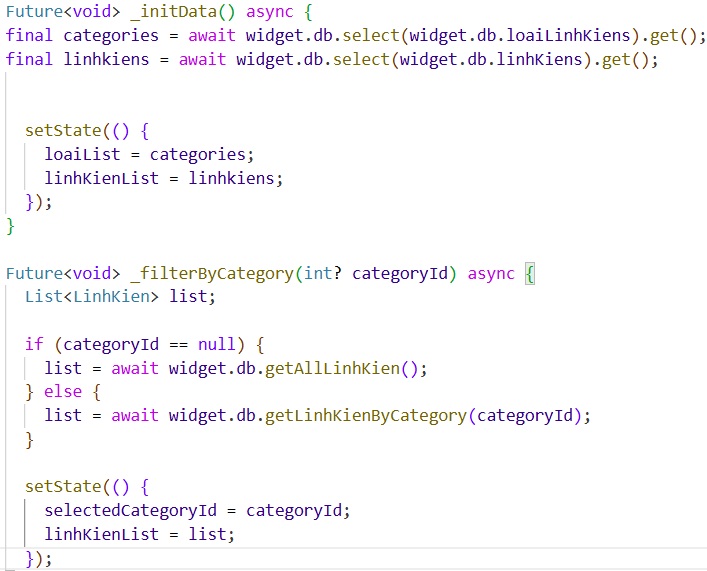 Future<void> _initData() async {
final categories = await widget.db.select(widget.db.loaiLinhKiens).get();
final linhkiens = await widget.db.select(widget.db.linhKiens).get();
setState(() {
loaiList = categories;
linhKienList = linhkiens;
});
}
Future<void> _filterByCategory(int? categoryId) async {
List<LinhKien> list;
if (categoryId == null) {
list = await widget.db.getAllLinhKien();
} else {
list = await widget.db.getLinhKienByCategory(categoryId);
}
setState(() {
selectedCategoryId = categoryId;
linhKienList = list;
});